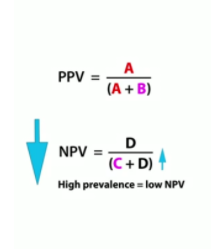 PPV = A
(A + B)
NPV = D
(C + D)
High prevalence = low NPV